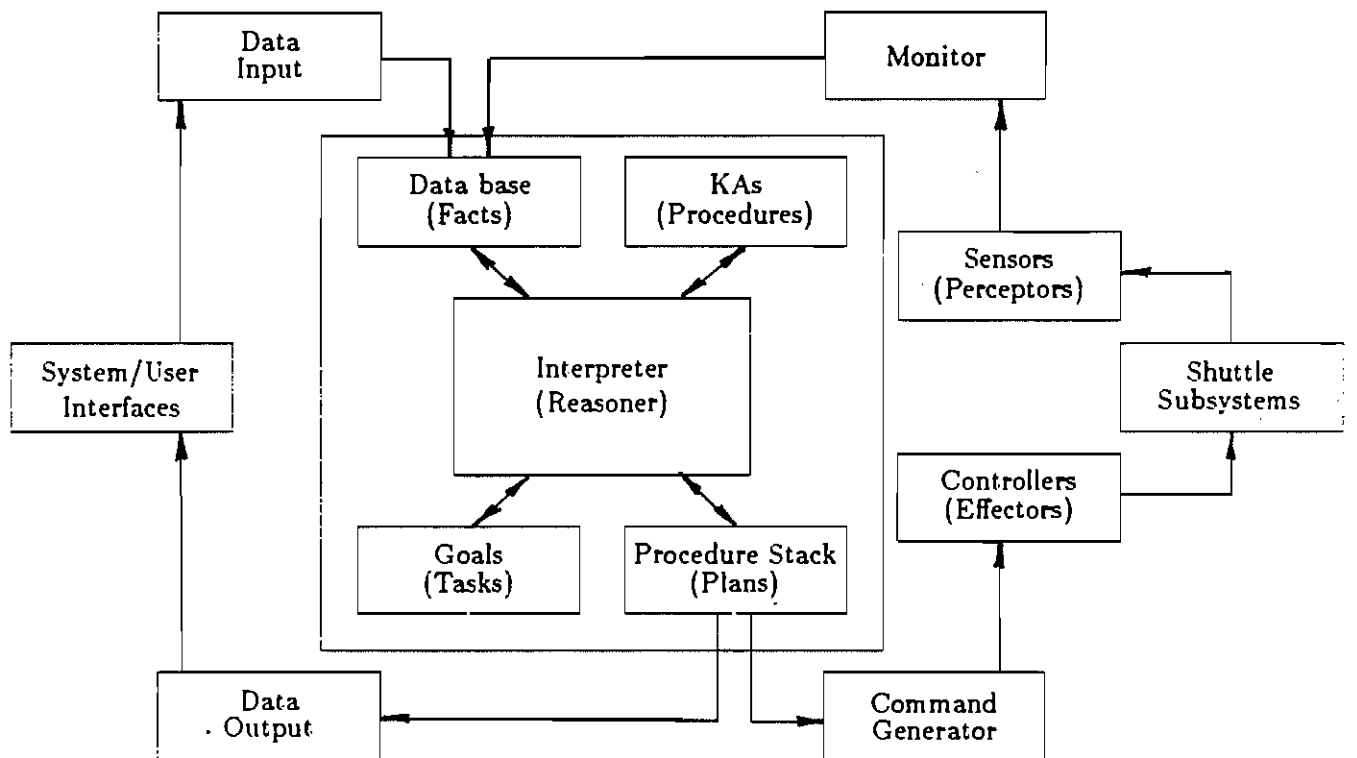 Data
Input
Monitor
Data base
(Facts)
KAs
(Procedures)
Sensors
(Perceptors)
System/User
Interfaces
Interpreter
(Reasoner)
Shuttle
Subsystems
Controllers
(Effectors)
Goals
(Tasks)
Procedure Stack
(Plans)
Data
Output
Command
Generator